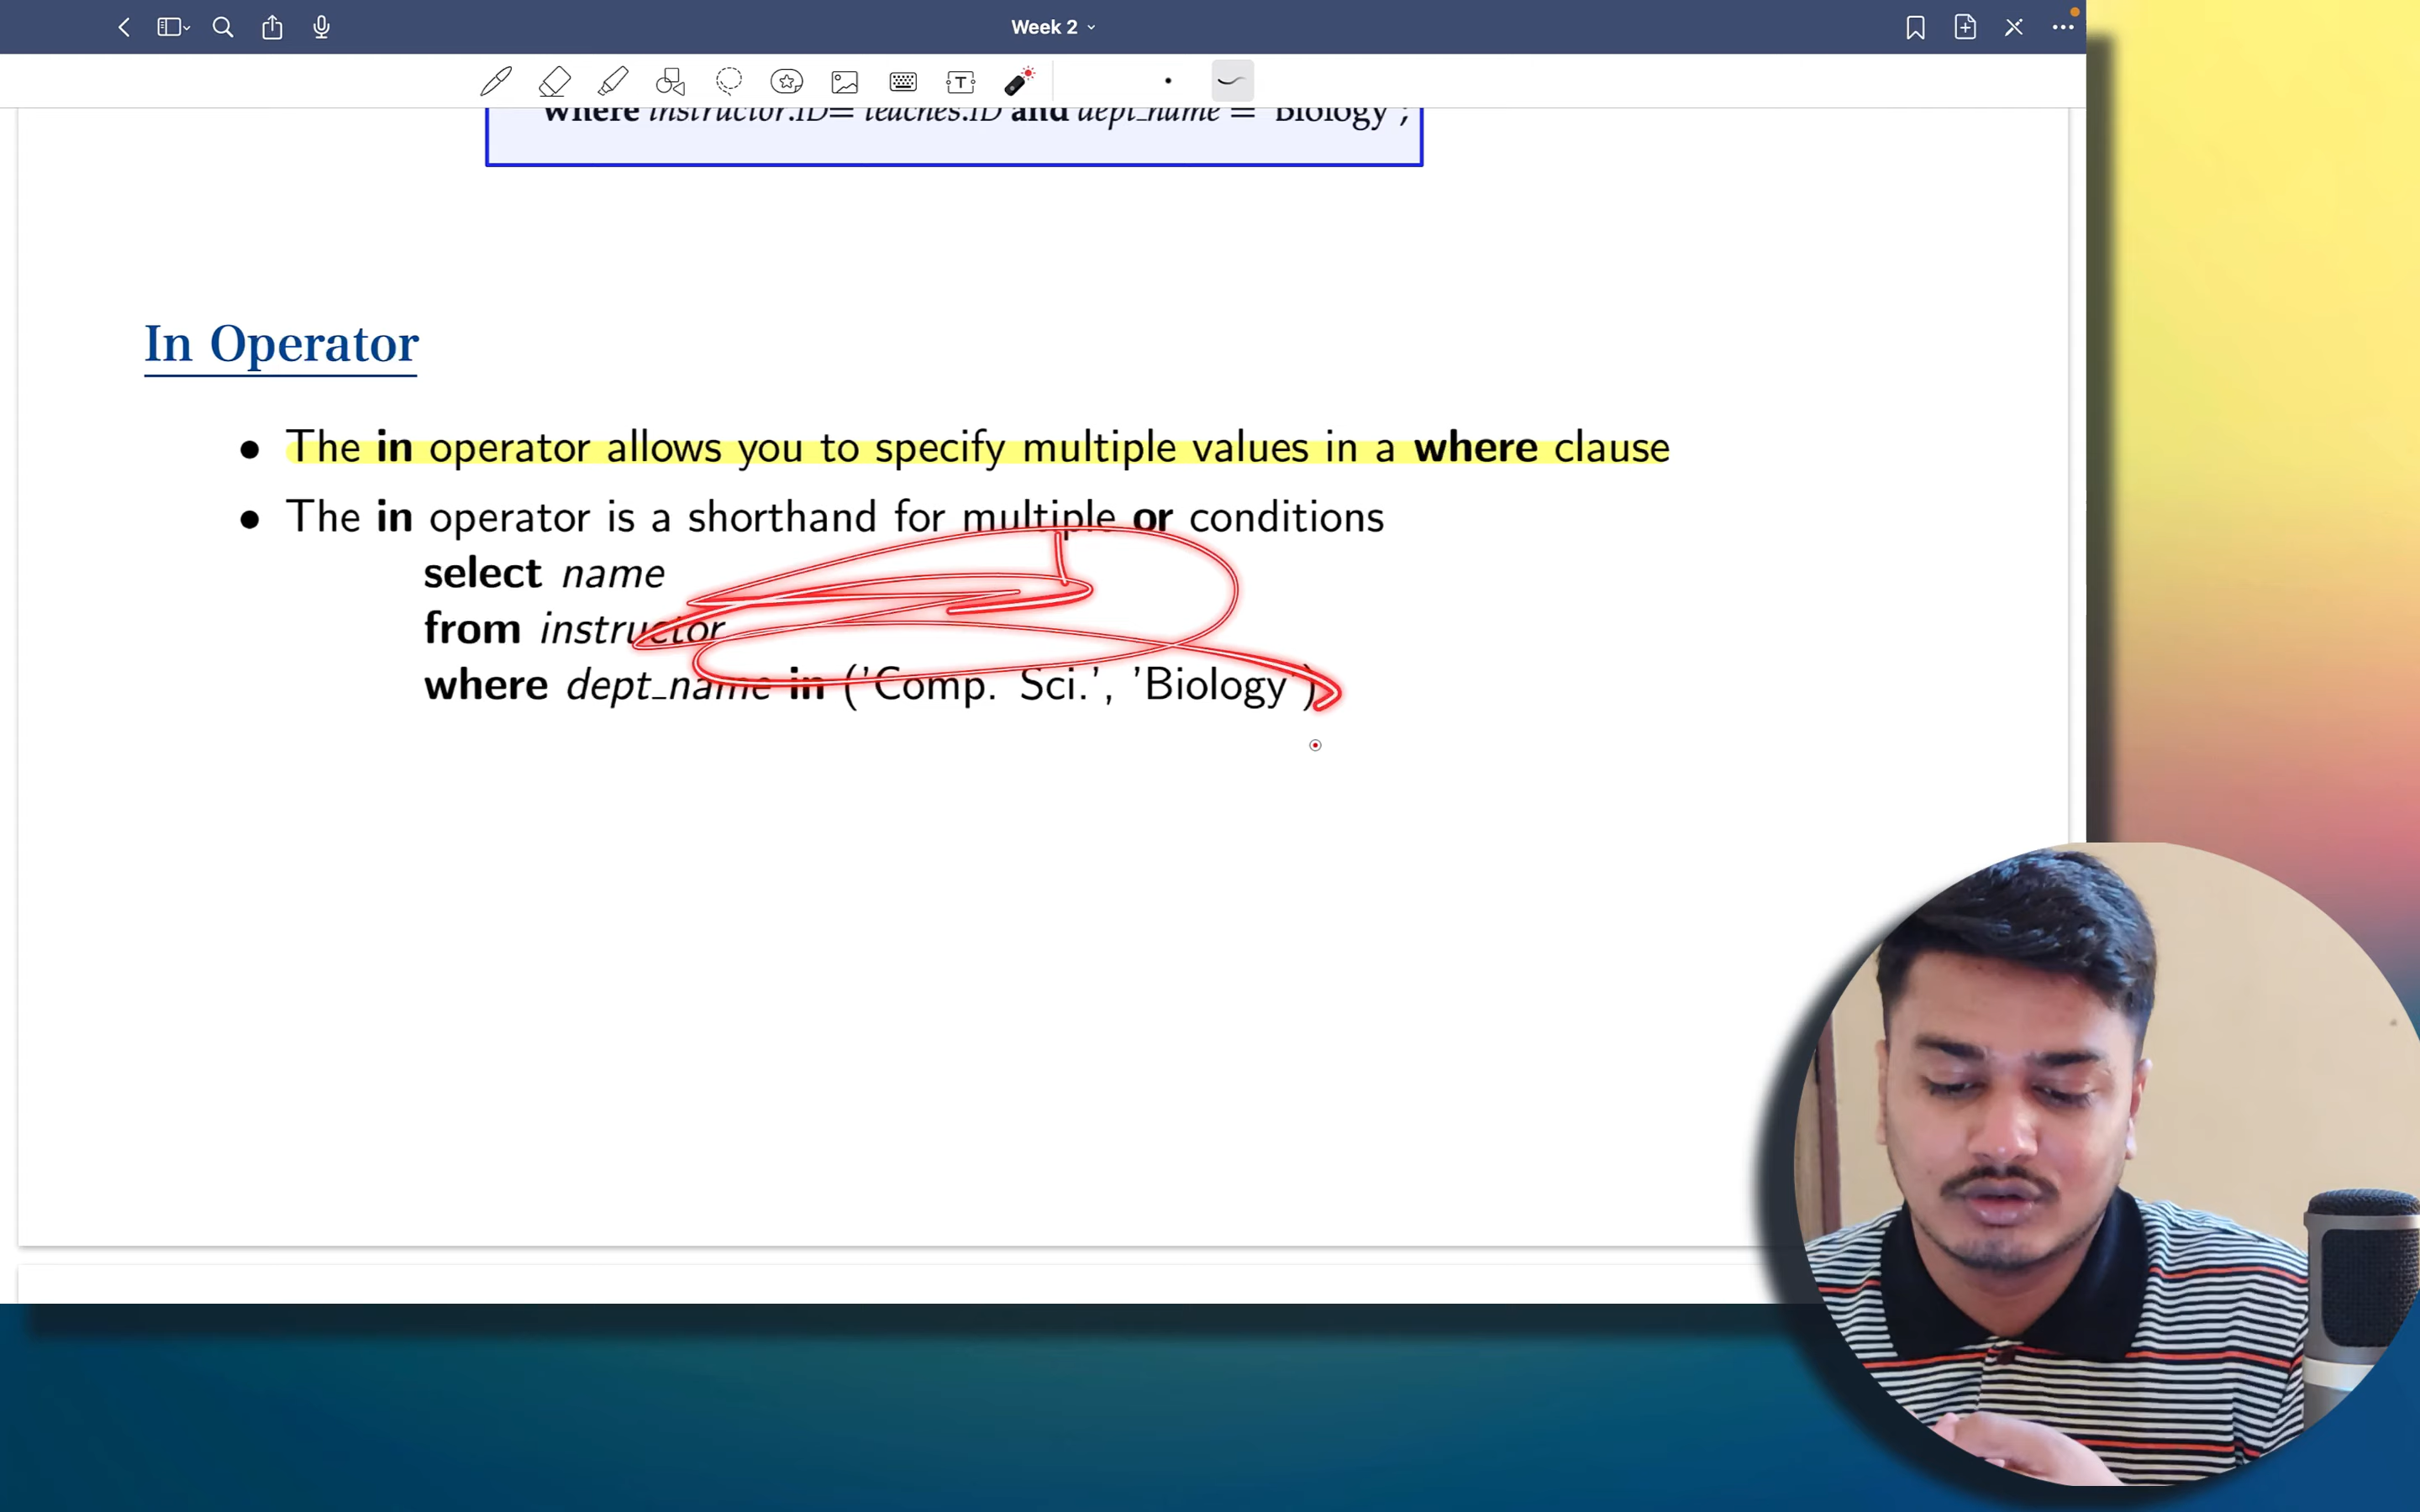 Week 2
T
where instructor.ID= teaches.ID and dept_name = 'Biology';
In Operator
• The in operator allows you to specify multiple values in a where clause
• The in operator is a shorthand for multiple or conditions
select name
from instructor
where dept_name in ('Comp. Sci.', 'Biology')